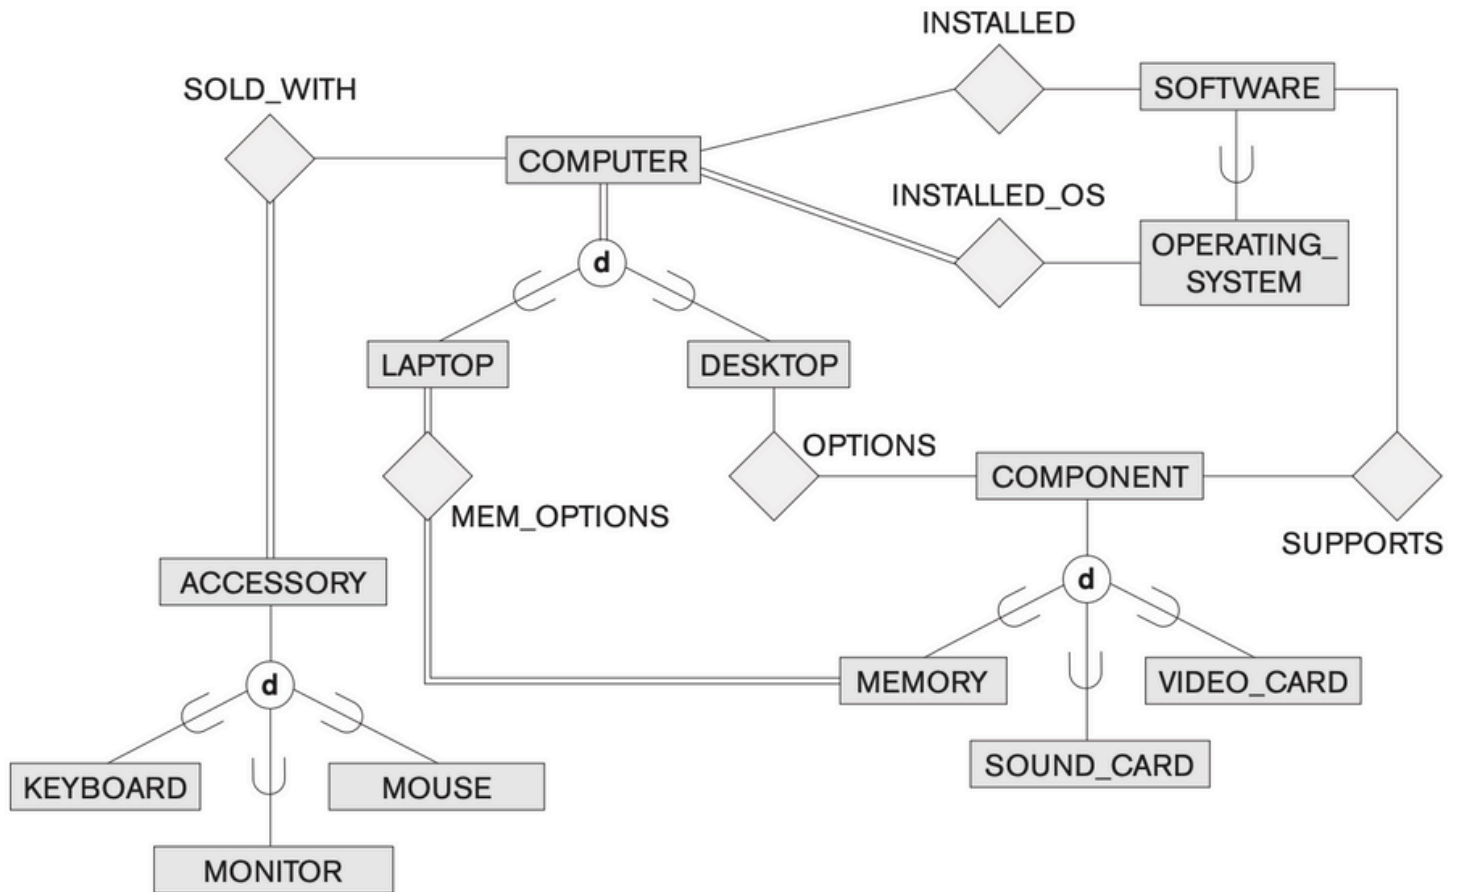 INSTALLED
SOLD_WITH
SOFTWARE
COMPUTER
INSTALLED_OS
OPERATING_
SYSTEM
d
LAPTOP
DESKTOP
OPTIONS
COMPONENT
MEM_OPTIONS
SUPPORTS
ACCESSORY
d
MEMORY
VIDEO_CARD
d
SOUND_CARD
KEYBOARD
MOUSE
MONITOR